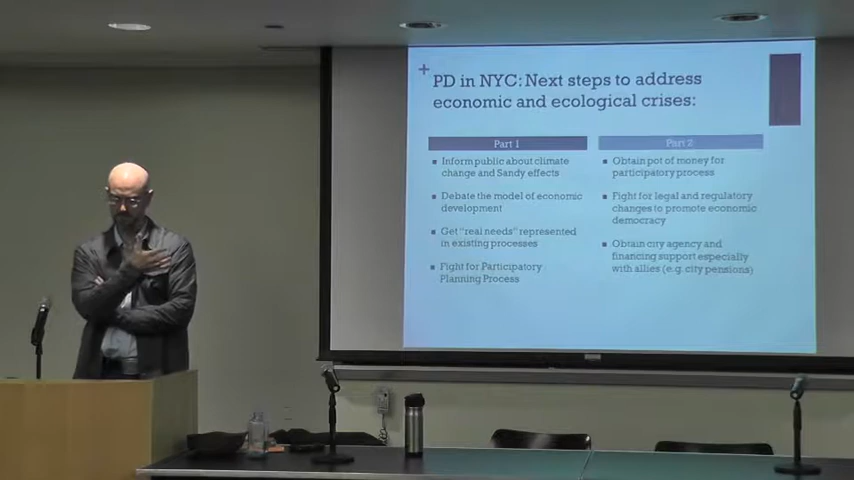 +
PD in NYC: Next steps to address
economic and ecological crises:
Part 1
▪ Inform public about climate
change and Sandy effects
▪ Debate the model of economic
development
▪ Get "real needs" represented
in existing processes
▪ Fight for Participatory
Planning Process
Part 2
▪ Obtain pot of money for
participatory process
▪ Fight for legal and regulatory
changes to promote economic
democracy
▪ Obtain city agency and
financing support especially
with allies (e.g. city pensions)